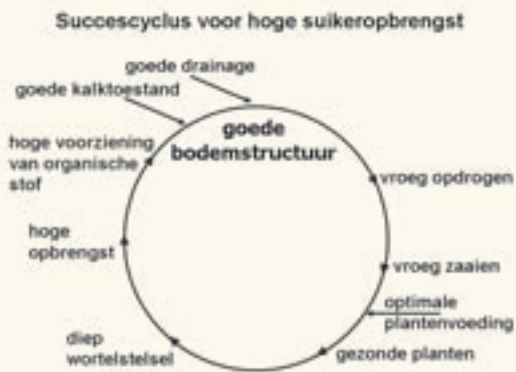 Succescyclus voor hoge suikeropbrengst
goede drainage
goede kalktoestand
goede
bodemstructuur
hoge voorziening
van organische
stof
vroeg opdrogen
hoge
opbrengst
vroeg zaaien
optimale
plantenvoeding
diep
wortelstelsel
gezonde planten